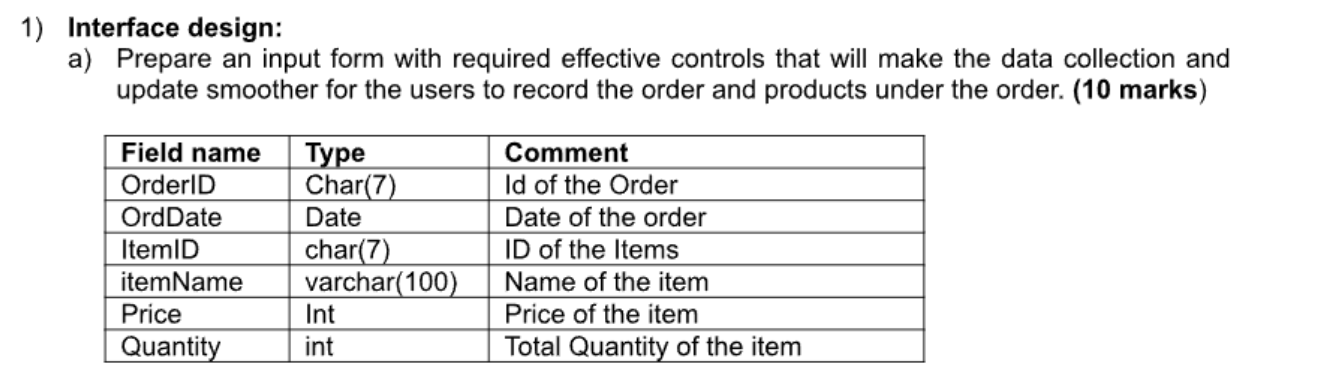 1) Interface design:
a) Prepare an input form with required effective controls that will make the data collection and
update smoother for the users to record the order and products under the order. (10 marks)
Field name Type Comment
OrderID Char(7) Id of the Order
OrdDate Date Date of the order
ItemID char(7) ID of the Items
itemName varchar(100) Name of the item
Price Int Price of the item
Quantity int Total Quantity of the item